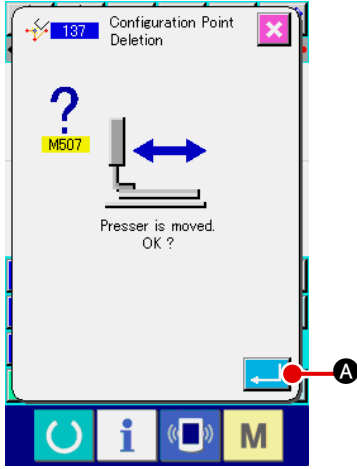 137
Configuration Point
Deletion
?
M507
Presser is moved.
OK ?
A
i
M